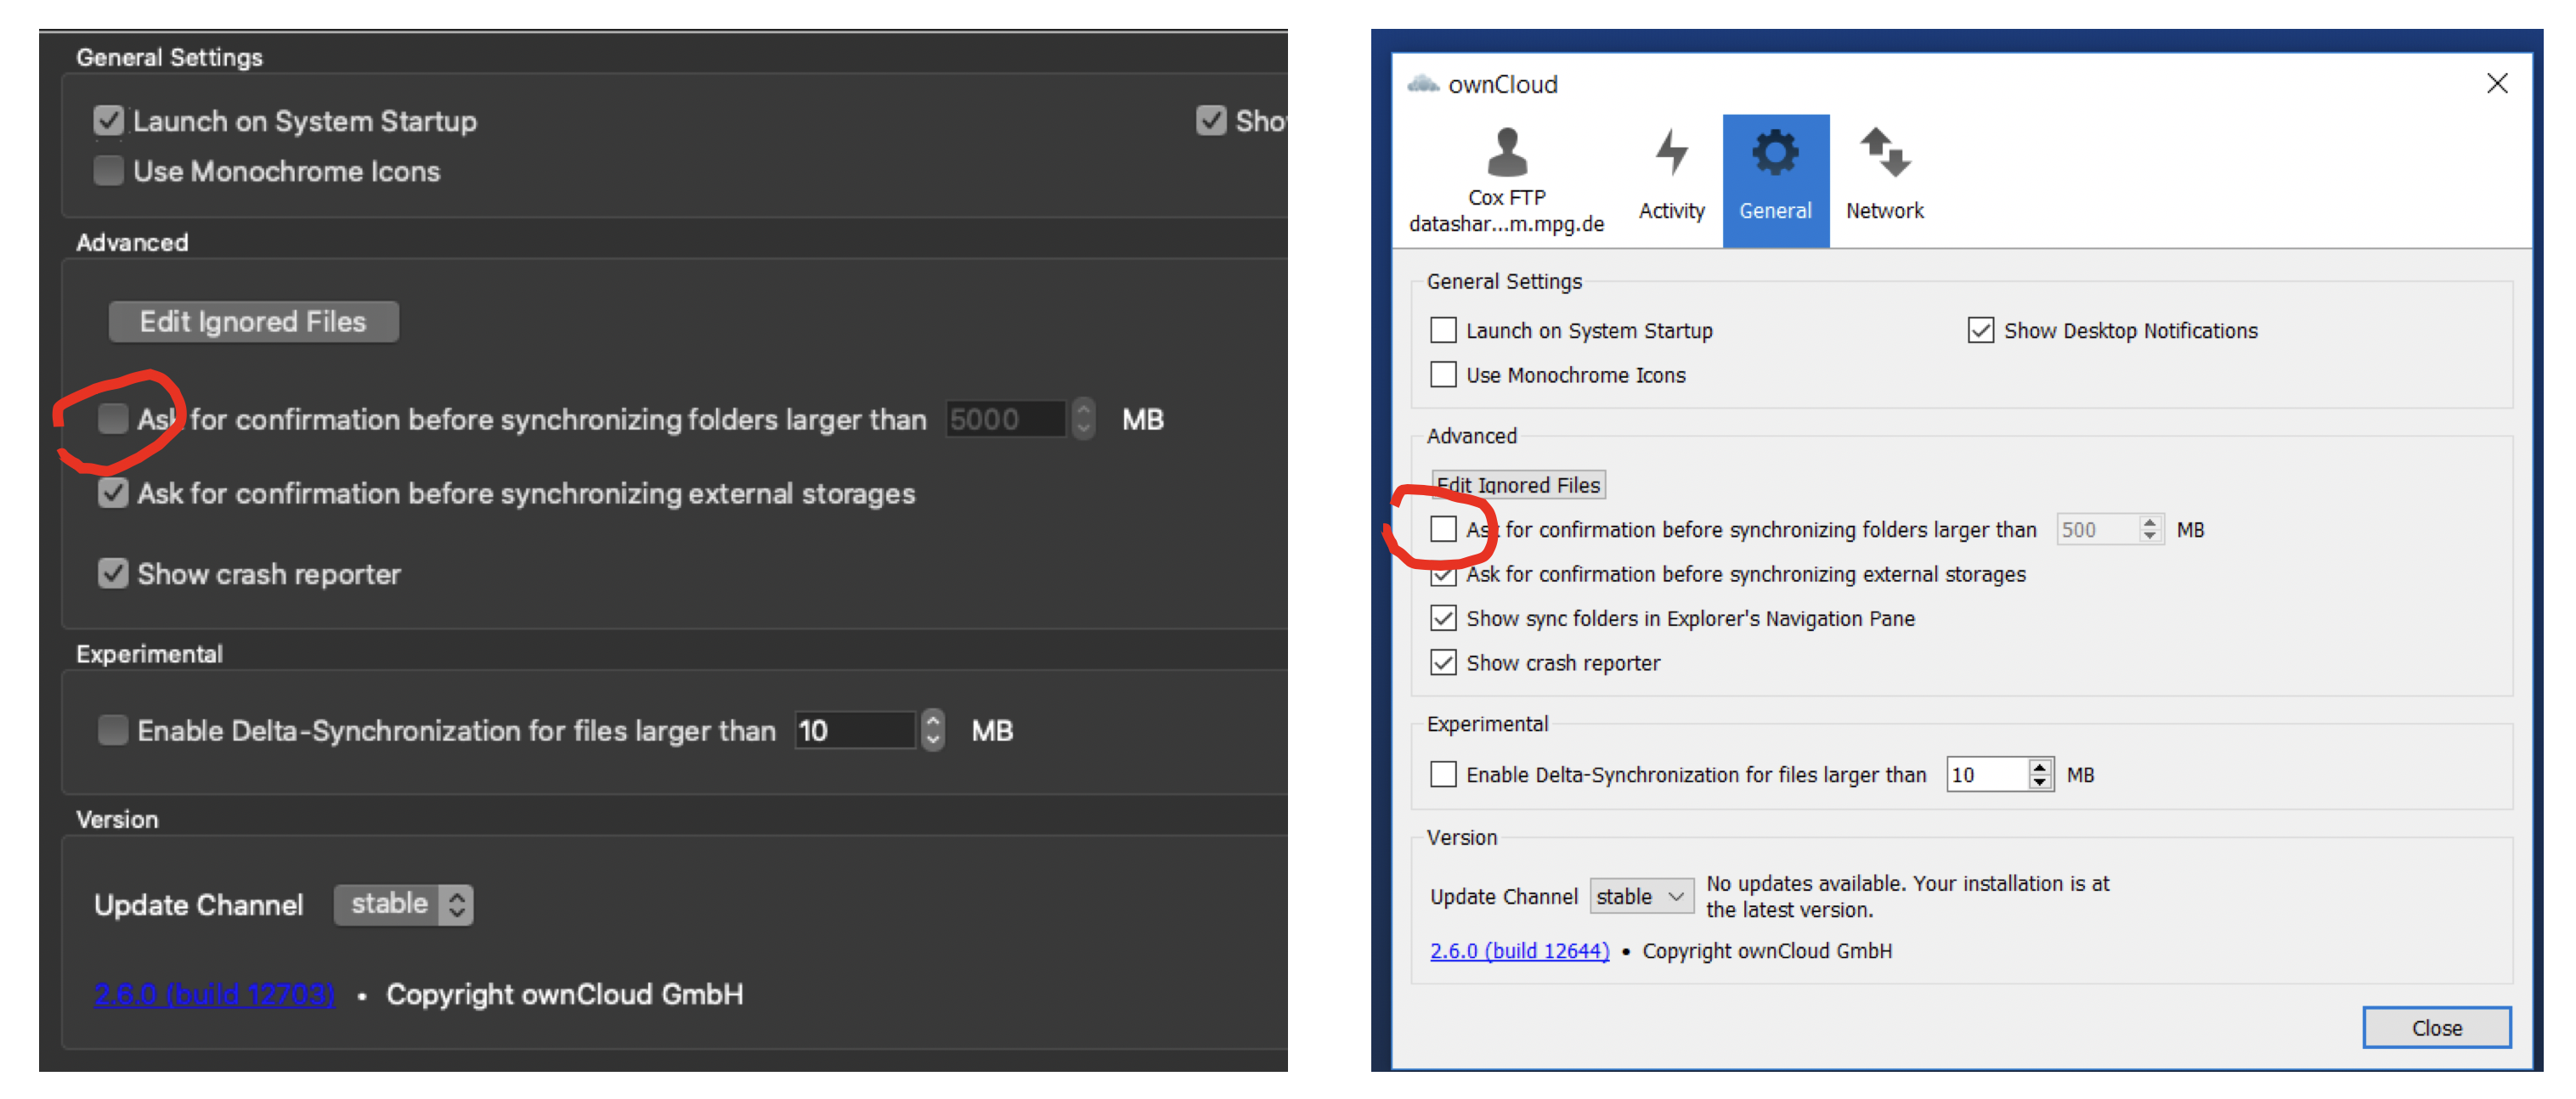 General Settings
Launch on System Startup
Sho
Use Monochrome Icons
Advanced
Edit Ignored Files
Ask for confirmation before synchronizing folders larger than 5000 MB
Ask for confirmation before synchronizing external storages
Show crash reporter
Experimental
Enable Delta-Synchronization for files larger than 10 MB
Version
Update Channel stable
2.6.0 (build 12703) • Copyright ownCloud GmbH
ownCloud
Cox FTP
datashar...m.mpg.de
Activity
General
Network
General Settings
Launch on System Startup
Show Desktop Notifications
Use Monochrome Icons
Advanced
Edit Ignored Files
Ask for confirmation before synchronizing folders larger than 500 MB
Ask for confirmation before synchronizing external storages
Show sync folders in Explorer's Navigation Pane
Show crash reporter
Experimental
Enable Delta-Synchronization for files larger than 10 MB
Version
Update Channel stable
No updates available. Your installation is at
the latest version.
2.6.0 (build 12644) • Copyright ownCloud GmbH
Close